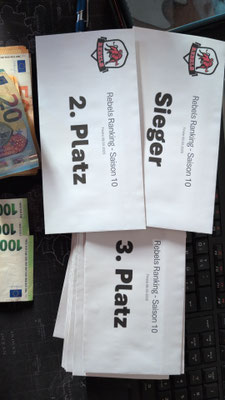 Rebels Ranking - Saison 10
2. Platz
Rebels Ranking - Saison 10
Sieger
Rebels Ranking - Saison 10
3. Platz
20
100
100
100